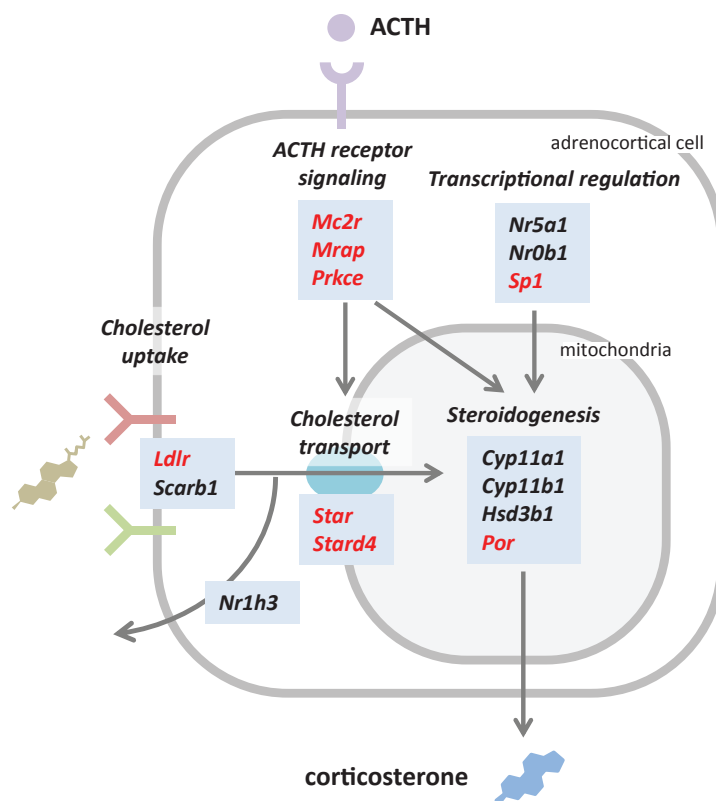 ACTH
adrenocortical cell
ACTH receptor
signaling
Transcriptional regulation
Mc2r
Mrap
Prkce
Nr5a1
Nr0b1
Sp1
Cholesterol
uptake
mitochondria
Cholesterol
transport
Steroidogenesis
Ldlr
Scarb1
Cyp11a1
Cyp11b1
Hsd3b1
Por
Star
Stard4
Nr1h3
corticosterone